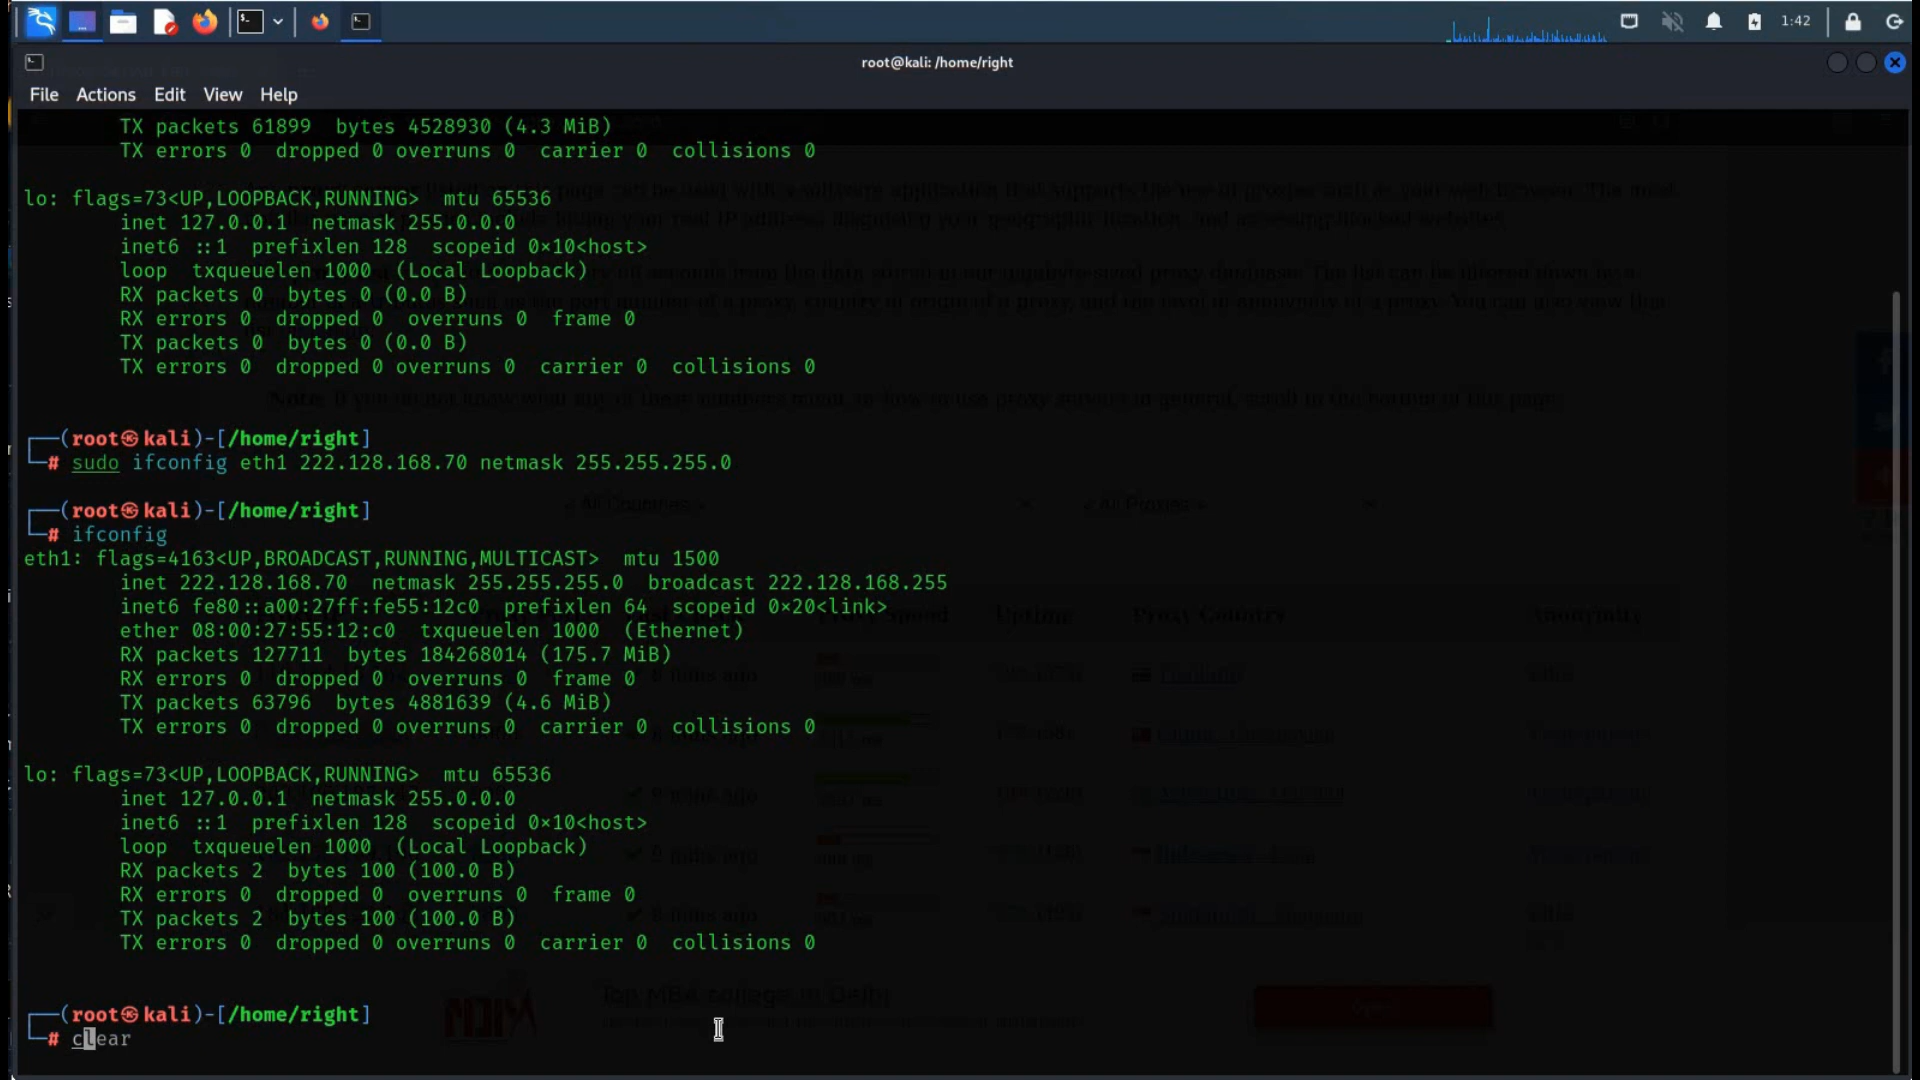 1:42
root@kali: /home/right
File Actions Edit View Help
TX packets 61899 bytes 4528930 (4.3 MiB)
TX errors 0 dropped 0 overruns 0 carrier 0 collisions 0
lo: flags=73<UP,LOOPBACK,RUNNING> mtu 65536
inet 127.0.0.1 netmask 255.0.0.0
inet6 ::1 prefixlen 128 scopeid 0×10<host>
loop txqueuelen 1000 (Local Loopback)
RX packets 0 bytes 0 (0.0 B)
RX errors 0 dropped 0 overruns 0 frame 0
TX packets 0 bytes 0 (0.0 B)
TX errors 0 dropped 0 overruns 0 carrier 0 collisions 0
┌──(root㉿kali)-[/home/right]
└─# sudo ifconfig eth1 222.128.168.70 netmask 255.255.255.0
┌──(root㉿kali)-[/home/right]
└─# ifconfig
eth1: flags=4163<UP,BROADCAST,RUNNING,MULTICAST> mtu 1500
inet 222.128.168.70 netmask 255.255.255.0 broadcast 222.128.168.255
inet6 fe80::a00:27ff:fe55:12c0 prefixlen 64 scopeid 0×20<link>
ether 08:00:27:55:12:c0 txqueuelen 1000 (Ethernet)
RX packets 127711 bytes 184268014 (175.7 MiB)
RX errors 0 dropped 0 overruns 0 frame 0
TX packets 63796 bytes 4881639 (4.6 MiB)
TX errors 0 dropped 0 overruns 0 carrier 0 collisions 0
lo: flags=73<UP,LOOPBACK,RUNNING> mtu 65536
inet 127.0.0.1 netmask 255.0.0.0
inet6 ::1 prefixlen 128 scopeid 0×10<host>
loop txqueuelen 1000 (Local Loopback)
RX packets 2 bytes 100 (100.0 B)
RX errors 0 dropped 0 overruns 0 frame 0
TX packets 2 bytes 100 (100.0 B)
TX errors 0 dropped 0 overruns 0 carrier 0 collisions 0
┌──(root㉿kali)-[/home/right]
└─# clear